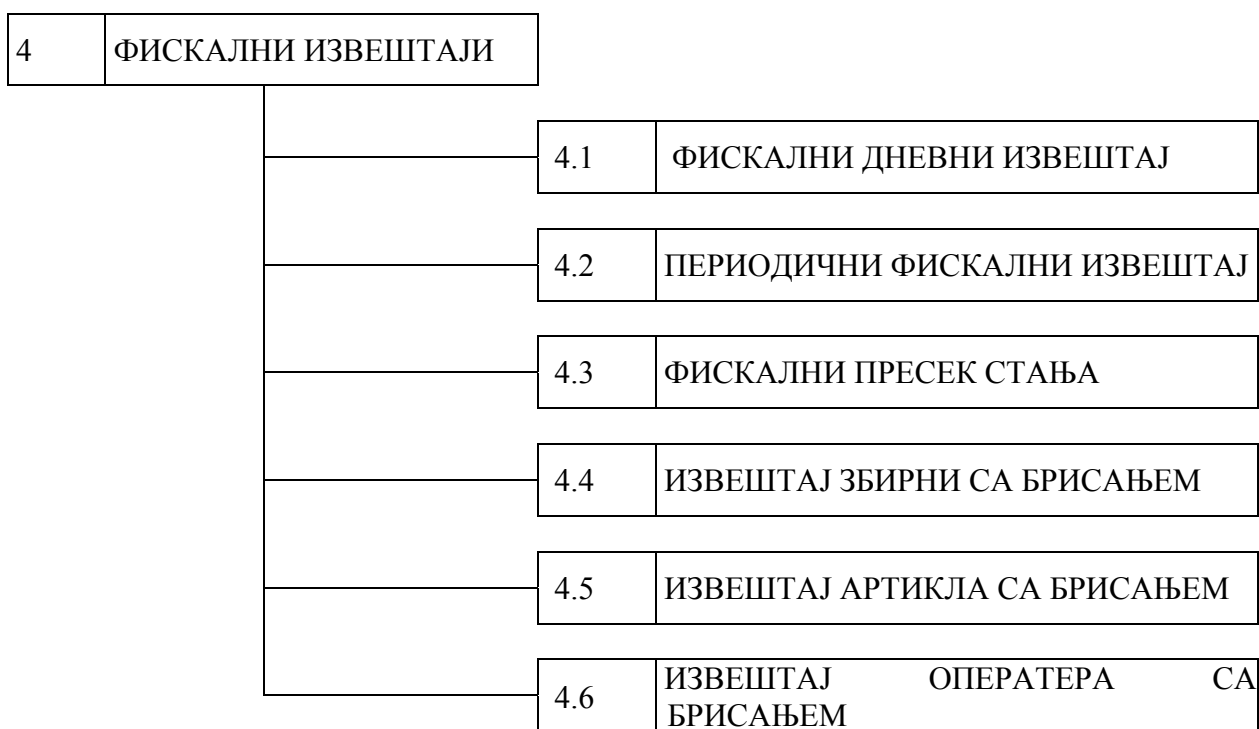 4 ФИСКАЛНИ ИЗВЕШТАЈИ
4.1 ФИСКАЛНИ ДНЕВНИ ИЗВЕШТАЈ
4.2 ПЕРИОДИЧНИ ФИСКАЛНИ ИЗВЕШТАЈ
4.3 ФИСКАЛНИ ПРЕСЕК СТАЊА
4.4 ИЗВЕШТАЈ ЗБИРНИ СА БРИСАЊЕМ
4.5 ИЗВЕШТАЈ АРТИКЛА СА БРИСАЊЕМ
4.6 ИЗВЕШТАЈ ОПЕРАТЕРА СА
БРИСАЊЕМ